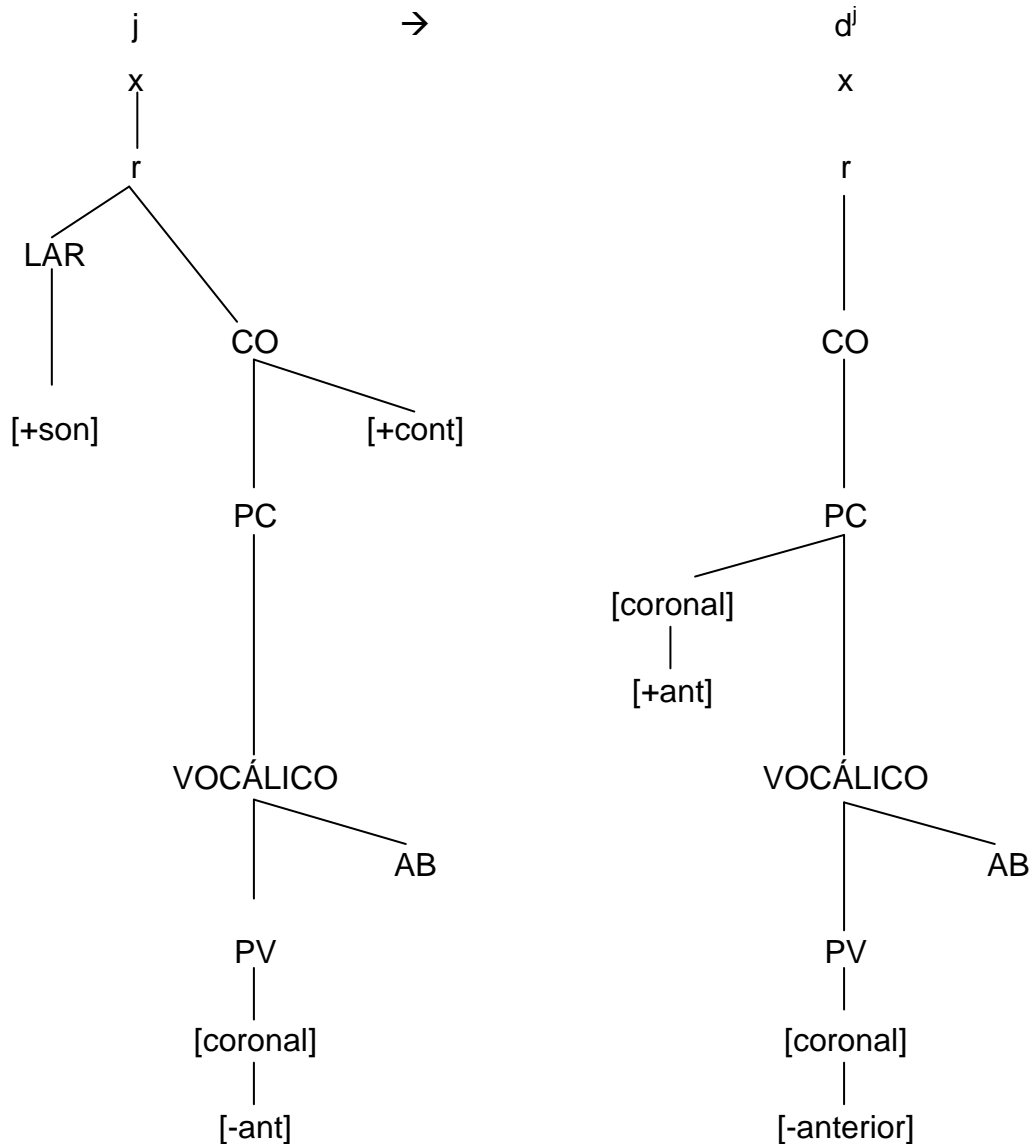 j → dʲ
x x
r r
LAR
CO CO
[+son] [+cont]
PC PC
[coronal]
[+ant]
VOCÁLICO VOCÁLICO
AB AB
PV PV
[coronal] [coronal]
[-ant] [-anterior]